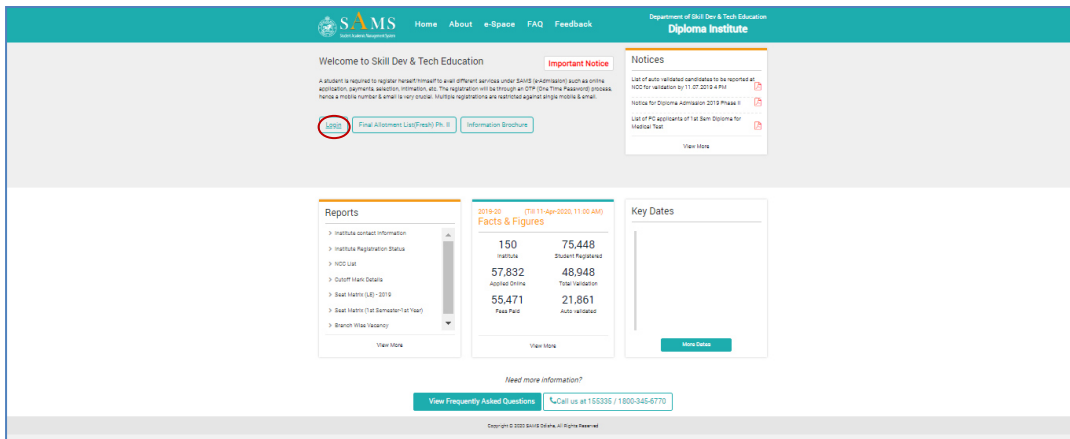 SAMS
Student Academic Management System
Home About e-Space FAQ Feedback
Department of Skill Dev & Tech Education
Diploma Institute
Welcome to Skill Dev & Tech Education
Important Notice
A student is required to register herself/himself to avail different services under SAMS (e-Admission) such as online
application, payments, selection, intimation, etc. The registration will be through an OTP (One Time Password) process,
hence a mobile number & email is very crucial. Multiple registrations are restricted against single mobile & email.
Login
Final Allotment List(Fresh) Ph. II
Information Brochure
Notices
List of auto validated candidates to be reported at
NCC for validation by 11.07.2019 4 PM
Notice for Diploma Admission 2019 Phase II
List of PC applicants of 1st Sem Diploma for
Medical Test
View More
Reports
> Institute contact Information
> Institute Registration Status
> NCC List
> Cutoff Mark Details
> Seat Matrix (LE) - 2019
> Seat Matrix (1st Semester-1st Year)
> Branch Wise Vacancy
View More
2019-20 (Till 11-Apr-2020, 11:00 AM)
Facts & Figures
150 75,448
Institute Student Registered
57,832 48,948
Applied Online Total Validation
55,471 21,861
Fees Paid Auto validated
View More
Key Dates
More Dates
Need more information?
View Frequently Asked Questions
Call us at 155335 / 1800-345-6770
Copyright © 2020 SAMS Odisha. All Rights Reserved